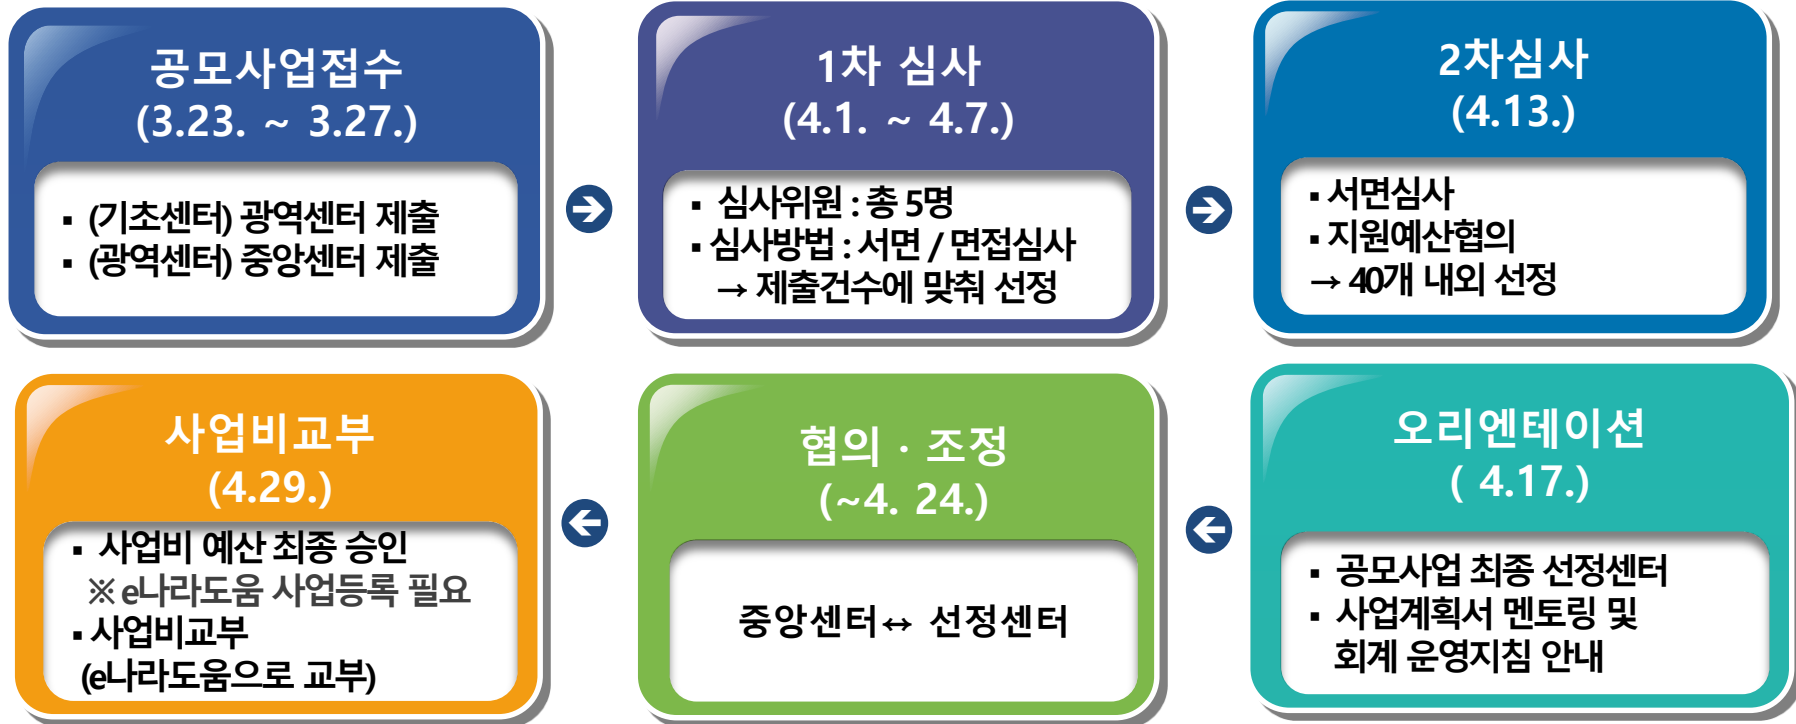 공모사업접수
(3.23. ~ 3.27.)
▪ (기초센터) 광역센터 제출
▪ (광역센터) 중앙센터 제출
1차 심사
(4.1. ~ 4.7.)
▪ 심사위원 : 총 5명
▪ 심사방법 : 서면 / 면접심사
→ 제출건수에 맞춰 선정
2차심사
(4.13.)
▪ 서면심사
▪ 지원예산협의
→ 40개 내외 선정
오리엔테이션
( 4.17.)
▪ 공모사업 최종 선정센터
▪ 사업계획서 멘토링 및
회계 운영지침 안내
협의 · 조정
(~4. 24.)
중앙센터↔ 선정센터
사업비교부
(4.29.)
▪ 사업비 예산 최종 승인
※ e나라도움 사업등록 필요
▪ 사업비교부
(e나라도움으로 교부)